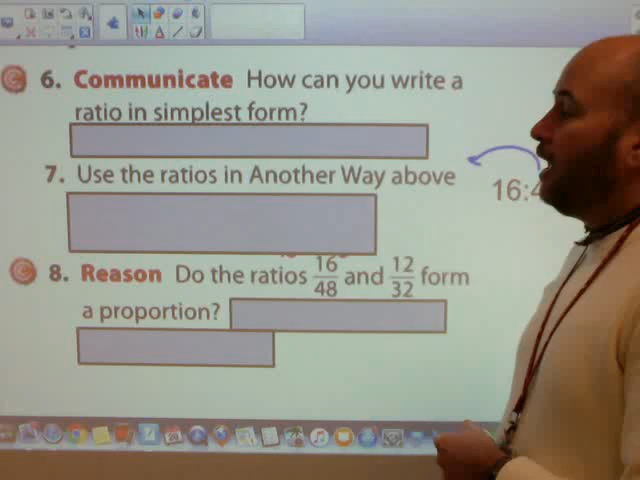 6. Communicate How can you write a
ratio in simplest form?
7. Use the ratios in Another Way above
16:4
8. Reason Do the ratios 16/48 and 12/32 form
a proportion?